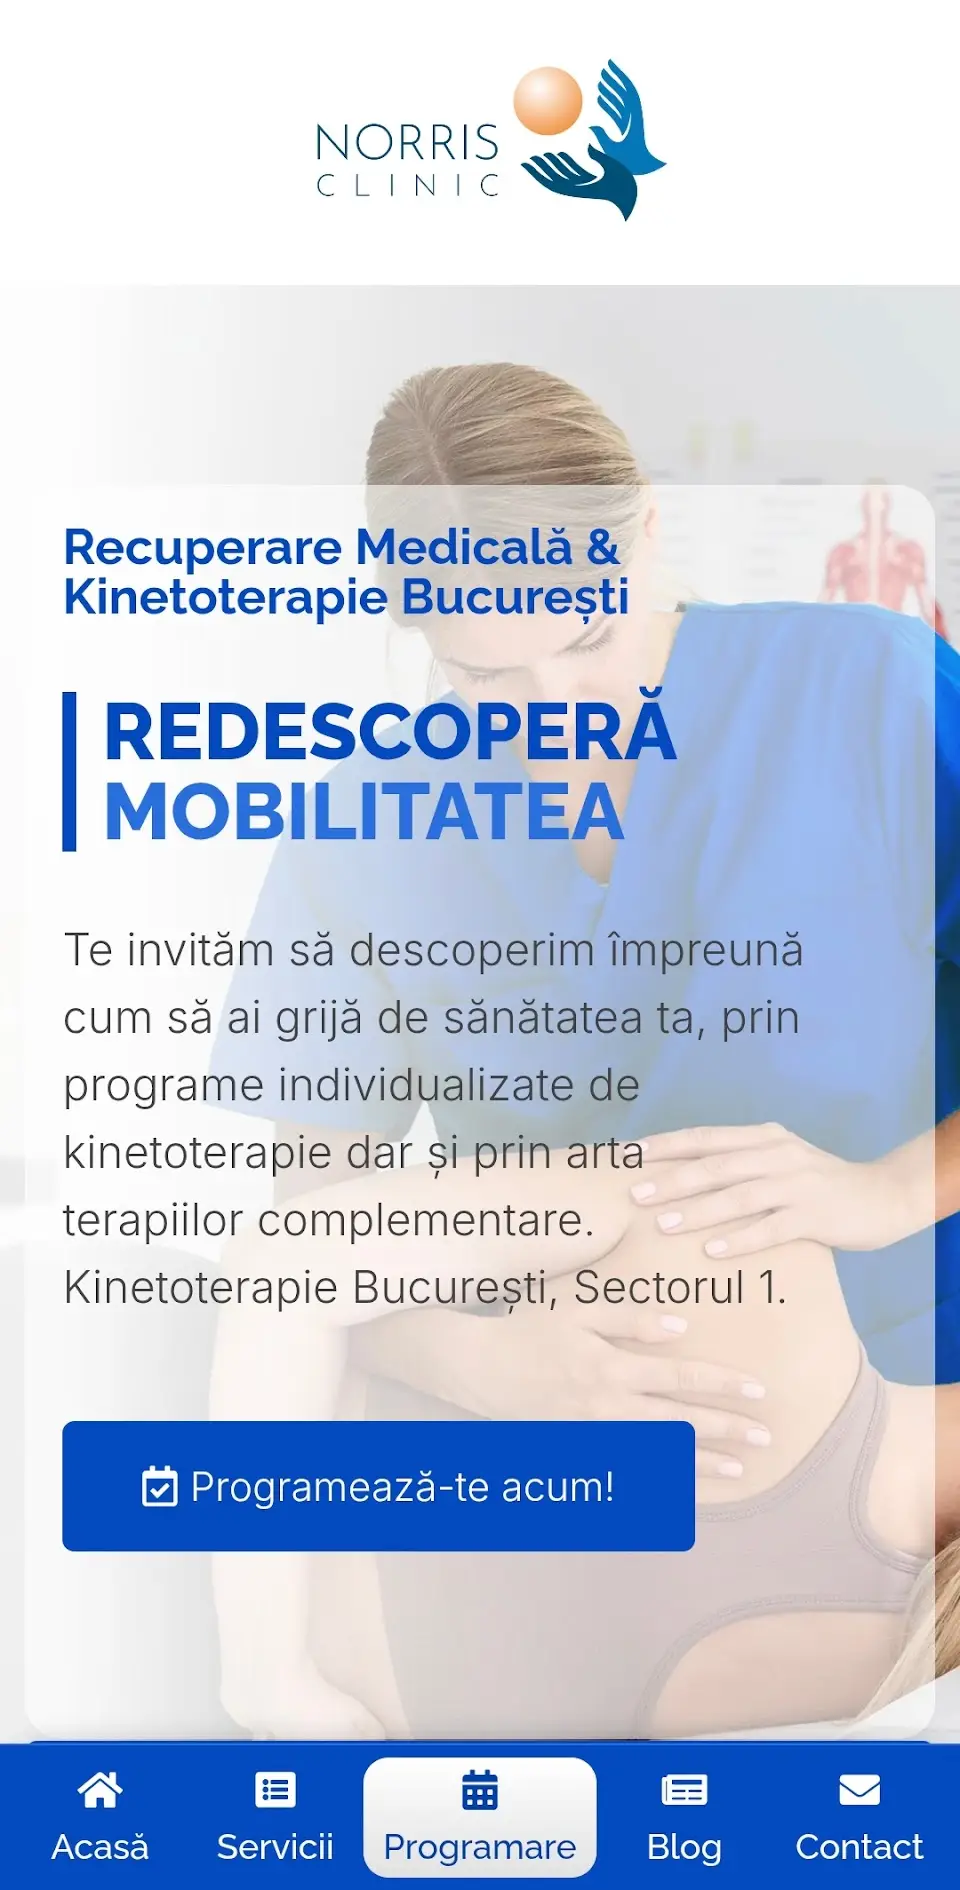 NORRIS
CLINIC
Recuperare Medicală &
Kinetoterapie București
REDESCOPERĂ
MOBILITATEA
Te invităm să descoperim împreună
cum să ai grijă de sănătatea ta, prin
programe individualizate de
kinetoterapie dar și prin arta
terapiilor complementare.
Kinetoterapie București, Sectorul 1.
Programează-te acum!
Acasă
Servicii
Programare
Blog
Contact